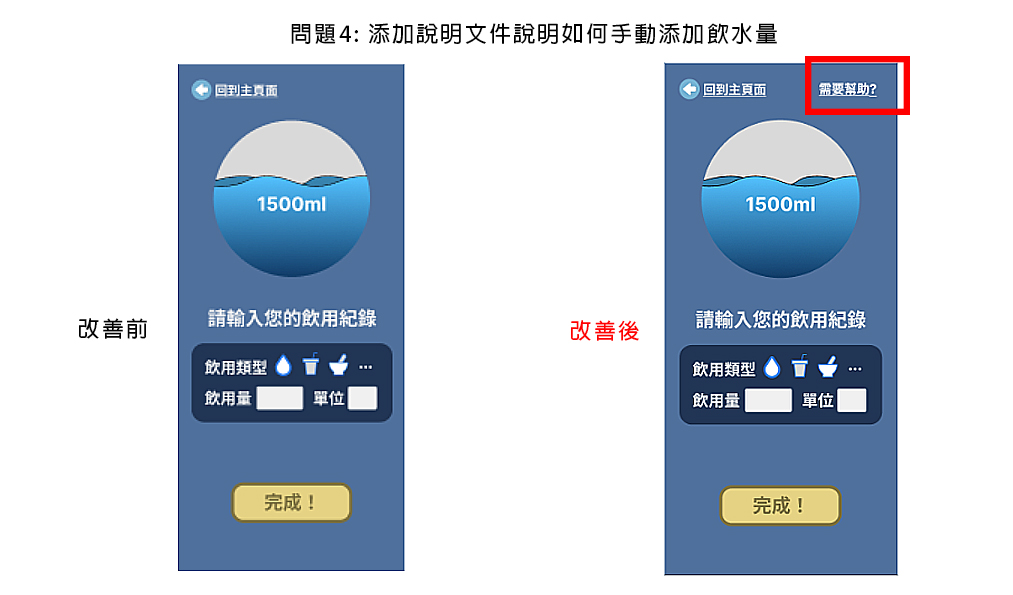 問題4: 添加說明文件說明如何手動添加飲水量
回到主頁面
1500ml
請輸入您的飲用紀錄
飲用類型 ...
飲用量 單位
完成！
改善前
回到主頁面 需要幫助?
1500ml
請輸入您的飲用紀錄
飲用類型 ...
飲用量 單位
完成！
改善後